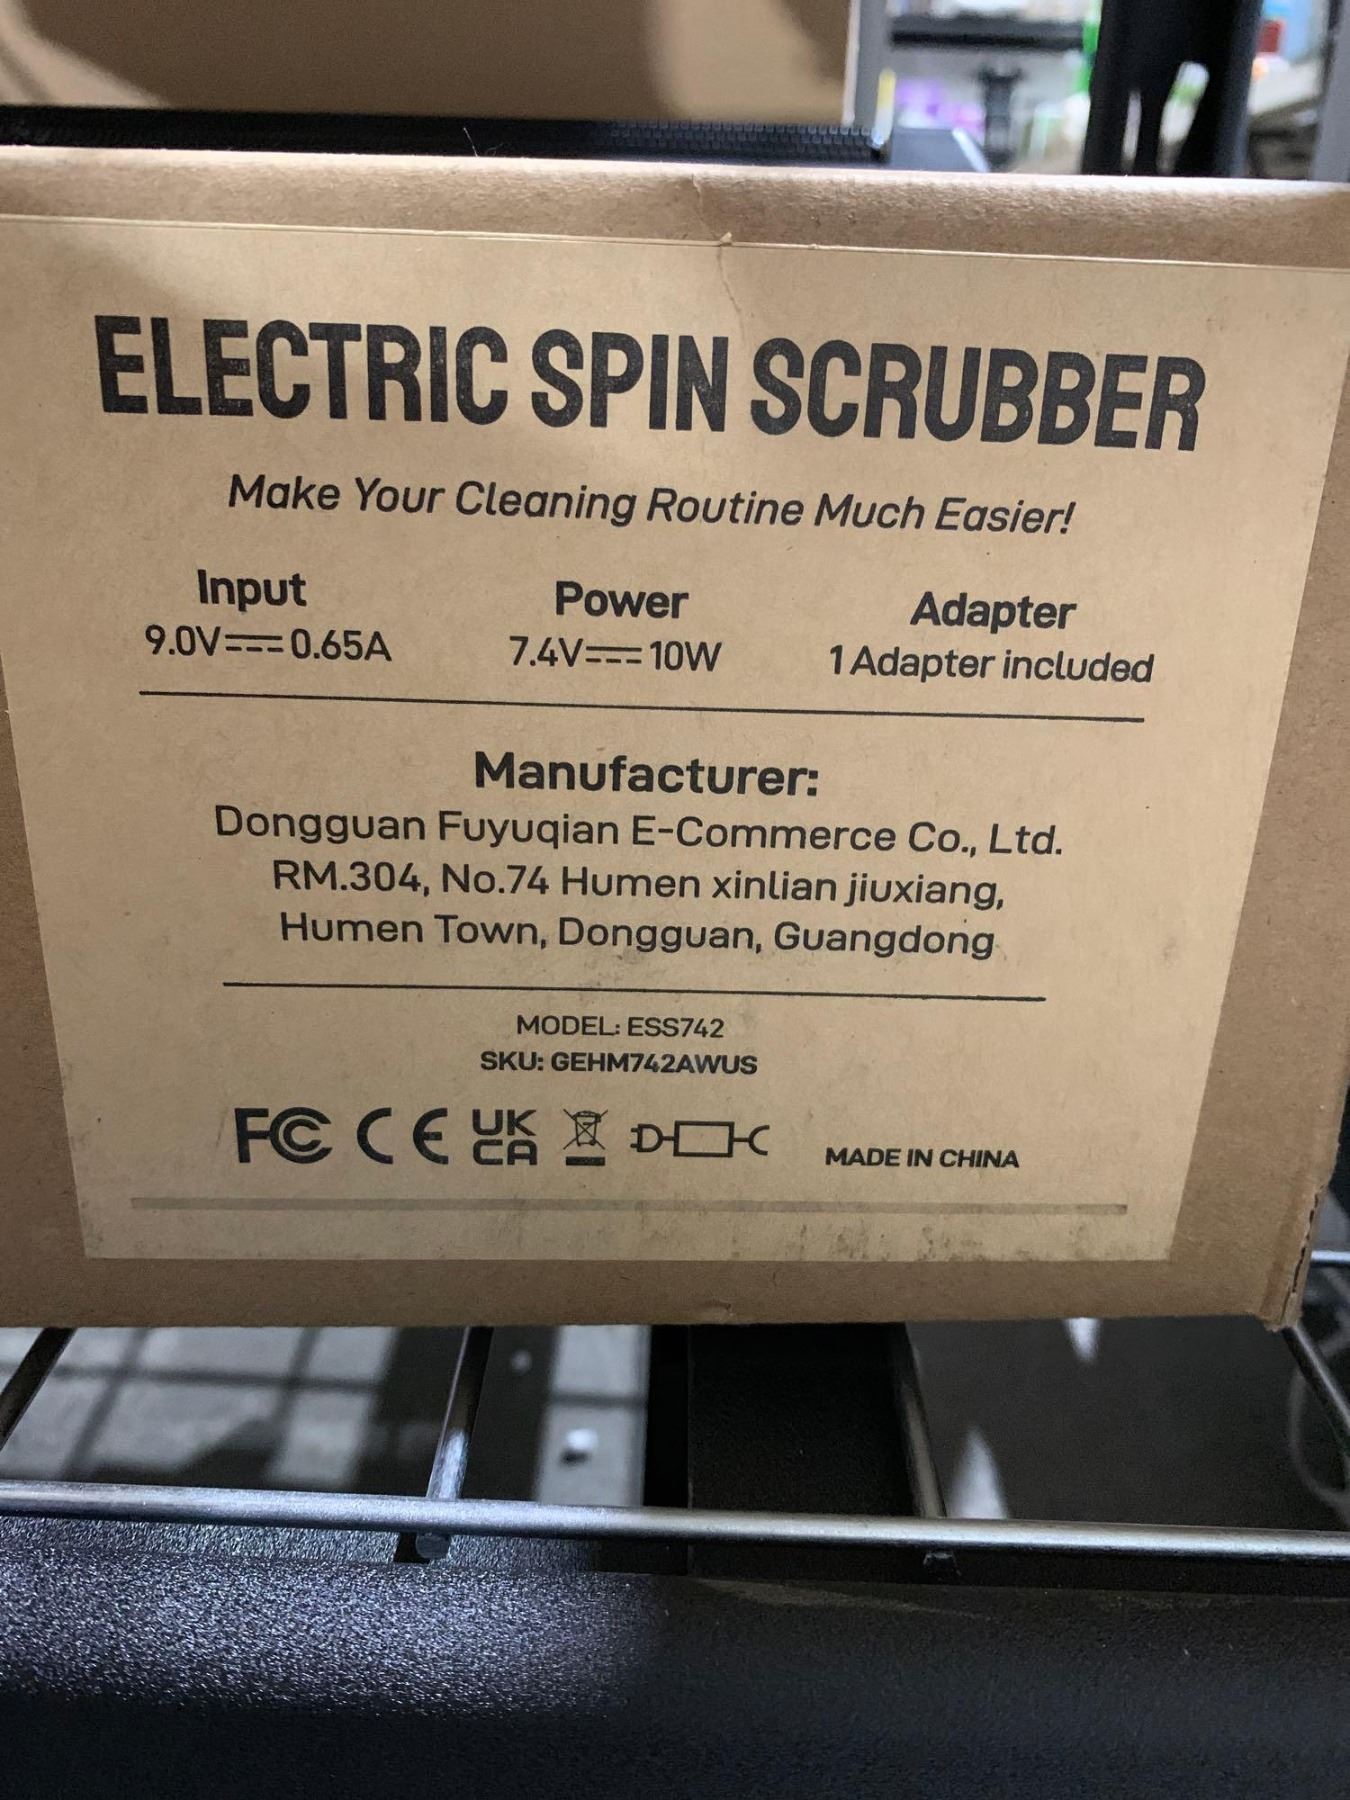 ELECTRIC SPIN SCRUBBER
Make Your Cleaning Routine Much Easier!
Input Power Adapter
9.0V⎓0.65A 7.4V⎓10W 1 Adapter included
Manufacturer:
Dongguan Fuyuqian E-Commerce Co., Ltd.
RM.304, No.74 Humen xinlian jiuxiang,
Humen Town, Dongguan, Guangdong
MODEL: ESS742
SKU: GEHM742AWUS
FC CE UK
CA MADE IN CHINA